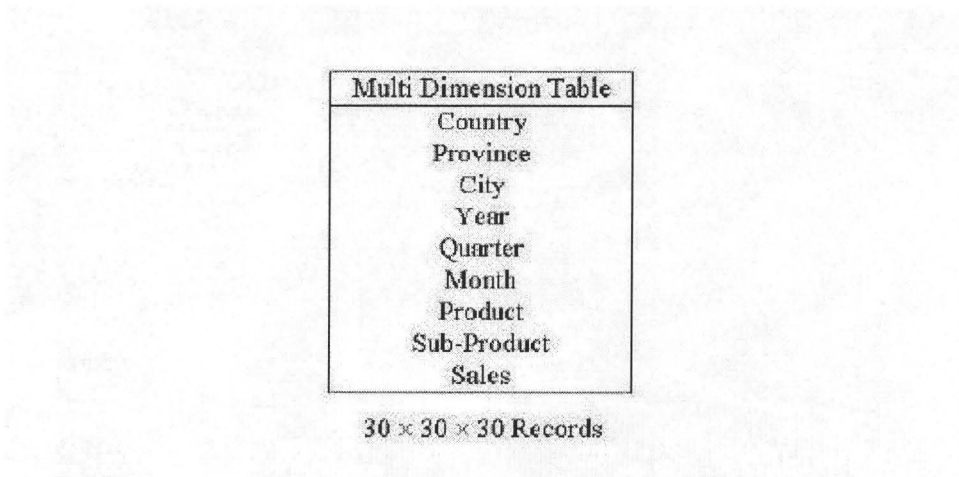 Multi Dimension Table
Country
Province
City
Year
Quarter
Month
Product
Sub-Product
Sales
30 × 30 × 30 Records